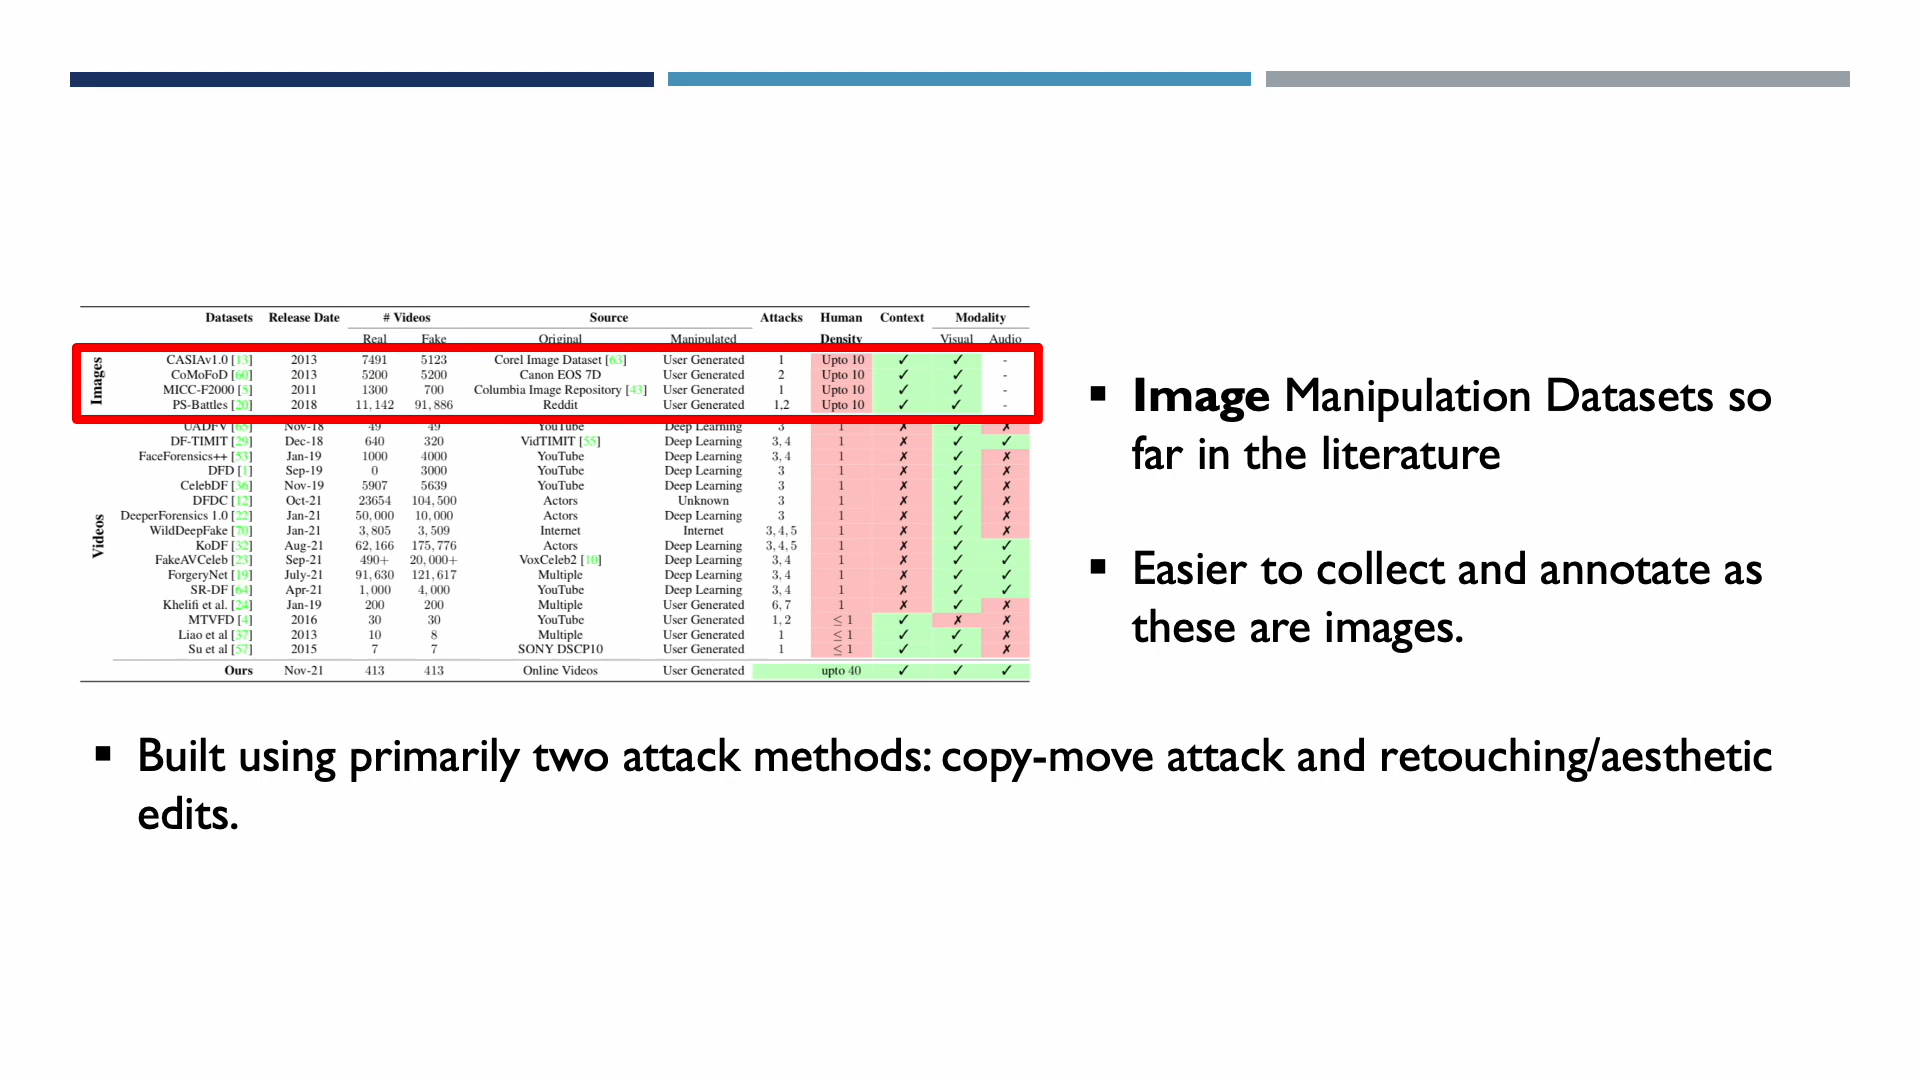 Datasets Release Date # Videos Source Attacks Human Context Modality
Real Fake Original Manipulated Density Visual Audio
Images
CASIAv1.0 [13] 2013 7491 5123 Corel Image Dataset [63] User Generated 1 Upto 10 ✓ ✓ -
CoMoFoD [60] 2013 5200 5200 Canon EOS 7D User Generated 2 Upto 10 ✓ ✓ -
MICC-F2000 [5] 2011 1300 700 Columbia Image Repository [43] User Generated 1 Upto 10 ✓ ✓ -
PS-Battles [20] 2018 11,142 91,886 Reddit User Generated 1,2 Upto 10 ✓ ✓ -
Videos
UADFV [65] Nov-18 49 49 YouTube Deep Learning 3 1 ✗ ✓ ✗
DF-TIMIT [29] Dec-18 640 320 VidTIMIT [55] Deep Learning 3, 4 1 ✗ ✓ ✓
FaceForensics++ [53] Jan-19 1000 4000 YouTube Deep Learning 3, 4 1 ✗ ✓ ✗
DFD [1] Sep-19 0 3000 YouTube Deep Learning 3 1 ✗ ✓ ✗
CelebDF [36] Nov-19 5907 5639 YouTube Deep Learning 3 1 ✗ ✓ ✗
DFDC [12] Oct-21 23654 104,500 Actors Unknown 3 1 ✗ ✓ ✗
DeeperForensics 1.0 [22] Jan-21 50,000 10,000 Actors Deep Learning 3 1 ✗ ✓ ✗
WildDeepFake [70] Jan-21 3,805 3,509 Internet Internet 3, 4, 5 1 ✗ ✓ ✗
KoDF [32] Aug-21 62,166 175,776 Actors Deep Learning 3, 4, 5 1 ✗ ✓ ✓
FakeAVCeleb [23] Sep-21 490+ 20,000+ VoxCeleb2 [10] Deep Learning 3, 4 1 ✗ ✓ ✓
ForgeryNet [19] July-21 91,630 121,617 Multiple Deep Learning 3, 4 1 ✗ ✓ ✓
SR-DF [64] Apr-21 1,000 4,000 YouTube Deep Learning 3, 4 1 ✗ ✓ ✓
Khelifi et al. [24] Jan-19 200 200 Multiple User Generated 6, 7 1 ✗ ✓ ✗
MTVFD [4] 2016 30 30 YouTube User Generated 1, 2 ≤ 1 ✓ ✗ ✗
Liao et al [37] 2013 10 8 Multiple User Generated 1 ≤ 1 ✓ ✓ ✗
Su et al [57] 2015 7 7 SONY DSCP10 User Generated 1 ≤ 1 ✓ ✓ ✗
Ours Nov-21 413 413 Online Videos User Generated upto 40 ✓ ✓ ✓
▪ Image Manipulation Datasets so
far in the literature
▪ Easier to collect and annotate as
these are images.
▪ Built using primarily two attack methods: copy-move attack and retouching/aesthetic
edits.